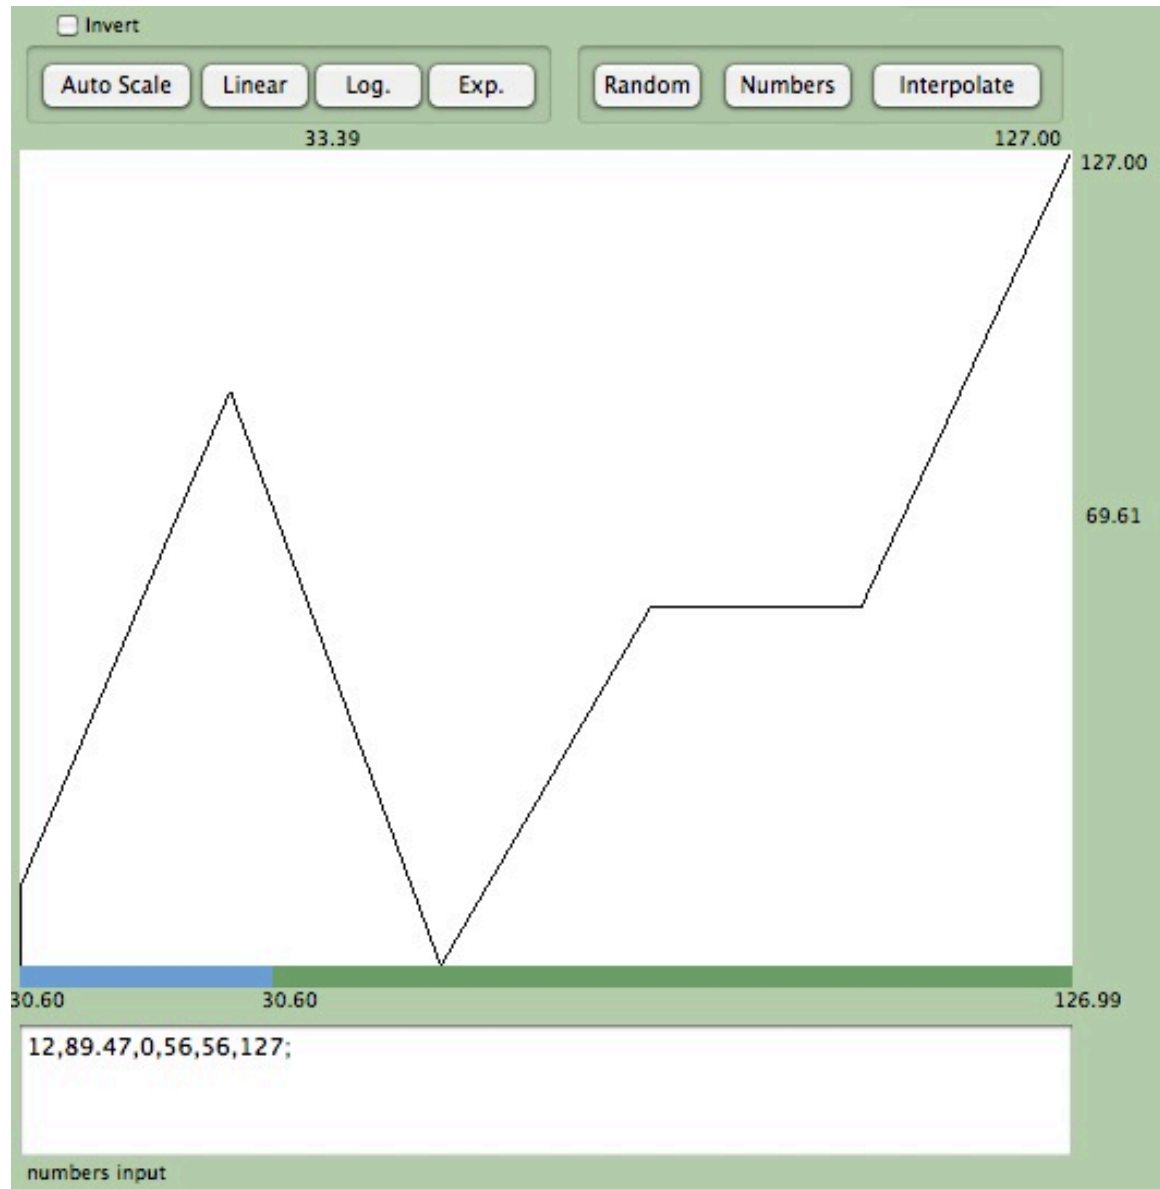 Invert
Auto Scale Linear Log. Exp. Random Numbers Interpolate
33.39 127.00
127.00
69.61
30.60 30.60 126.99
12,89.47,0,56,56,127;
numbers input